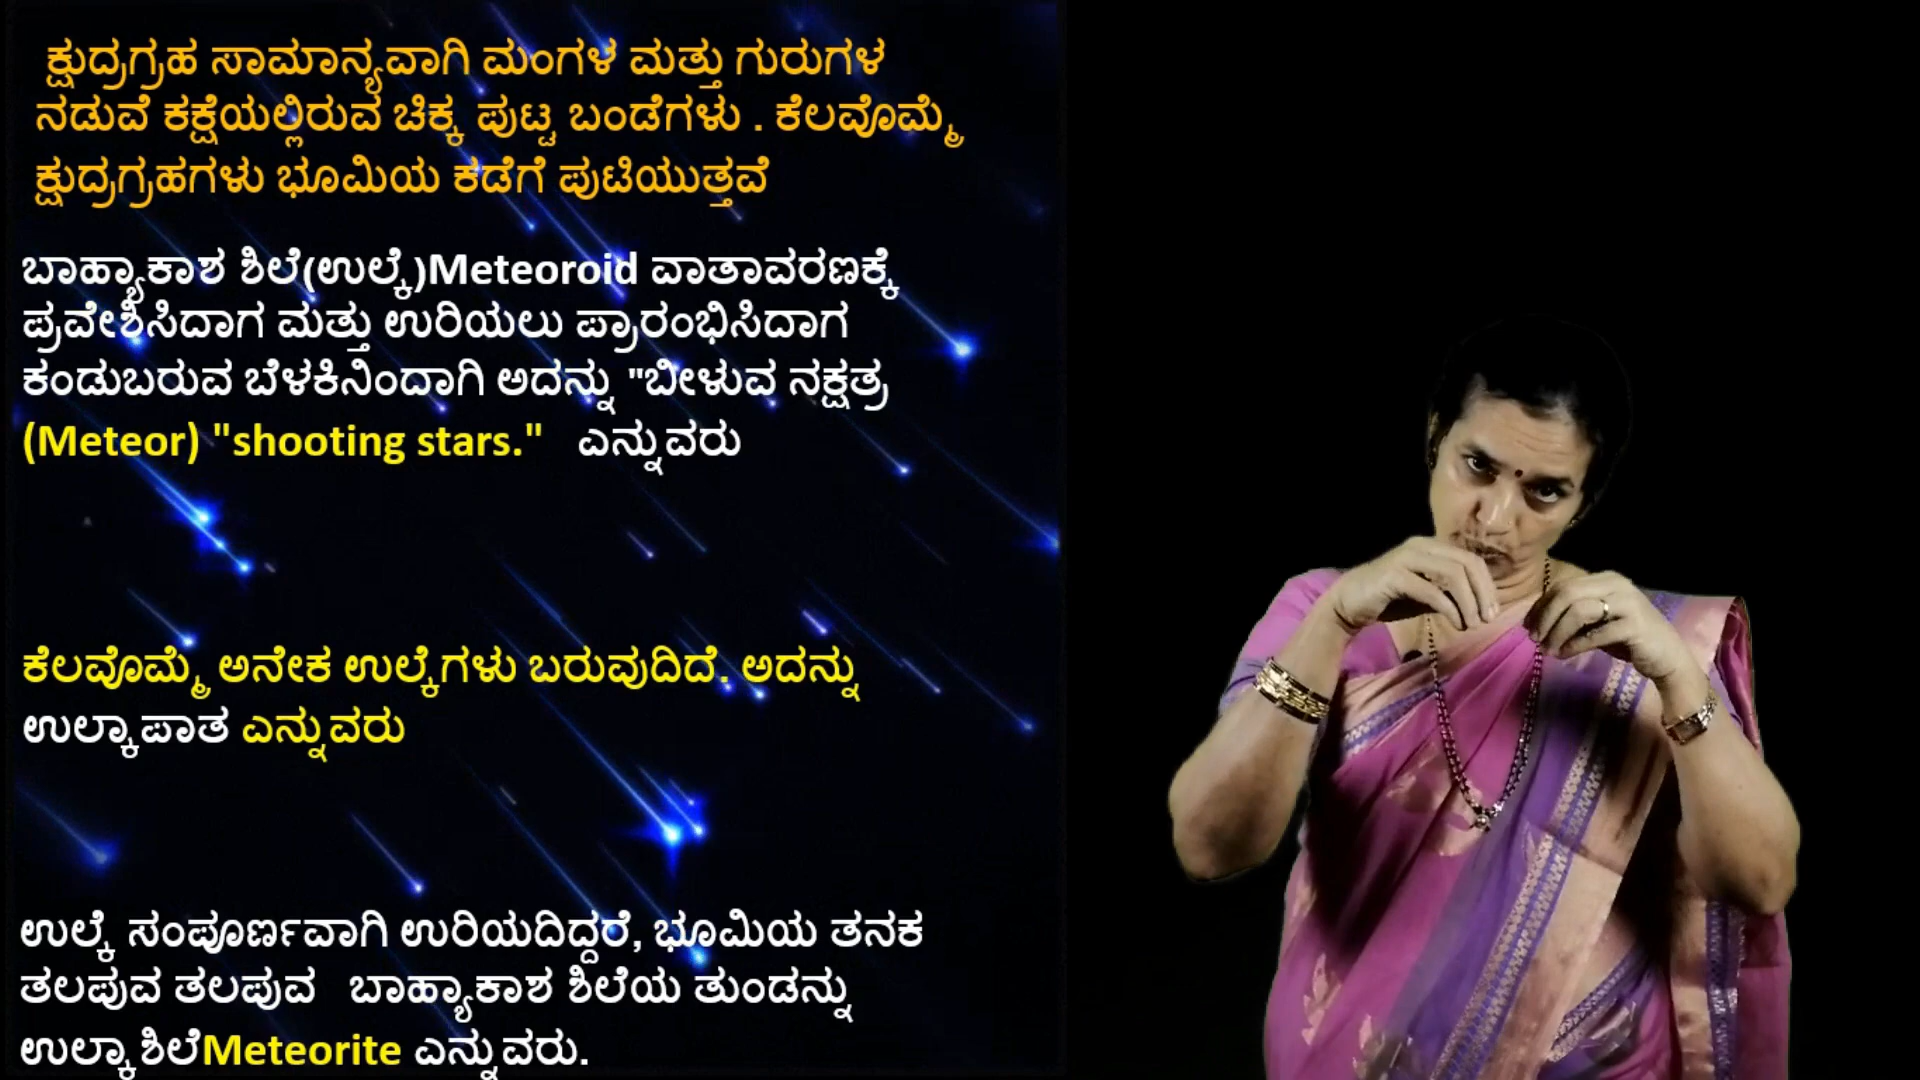 ಕ್ಷುದ್ರಗ್ರಹ ಸಾಮಾನ್ಯವಾಗಿ ಮಂಗಳ ಮತ್ತು ಗುರುಗಳ
ನಡುವೆ ಕಕ್ಷೆಯಲ್ಲಿರುವ ಚಿಕ್ಕ ಪುಟ್ಟ ಬಂಡೆಗಳು . ಕೆಲವೊಮ್ಮೆ
ಕ್ಷುದ್ರಗ್ರಹಗಳು ಭೂಮಿಯ ಕಡೆಗೆ ಪುಟಿಯುತ್ತವೆ
ಬಾಹ್ಯಾಕಾಶ ಶಿಲೆ(ಉಲ್ಕೆ)Meteoroid ವಾತಾವರಣಕ್ಕೆ
ಪ್ರವೇಶಿಸಿದಾಗ ಮತ್ತು ಉರಿಯಲು ಪ್ರಾರಂಭಿಸಿದಾಗ
ಕಂಡುಬರುವ ಬೆಳಕಿನಿಂದಾಗಿ ಅದನ್ನು "ಬೀಳುವ ನಕ್ಷತ್ರ
(Meteor) "shooting stars." ಎನ್ನುವರು
ಕೆಲವೊಮ್ಮೆ ಅನೇಕ ಉಲ್ಕೆಗಳು ಬರುವುದಿದೆ. ಅದನ್ನು
ಉಲ್ಕಾಪಾತ ಎನ್ನುವರು
ಉಲ್ಕೆ ಸಂಪೂರ್ಣವಾಗಿ ಉರಿಯದಿದ್ದರೆ, ಭೂಮಿಯ ತನಕ
ತಲಪುವ ತಲಪುವ ಬಾಹ್ಯಾಕಾಶ ಶಿಲೆಯ ತುಂಡನ್ನು
ಉಲ್ಕಾಶಿಲೆMeteorite ಎನ್ನುವರು.